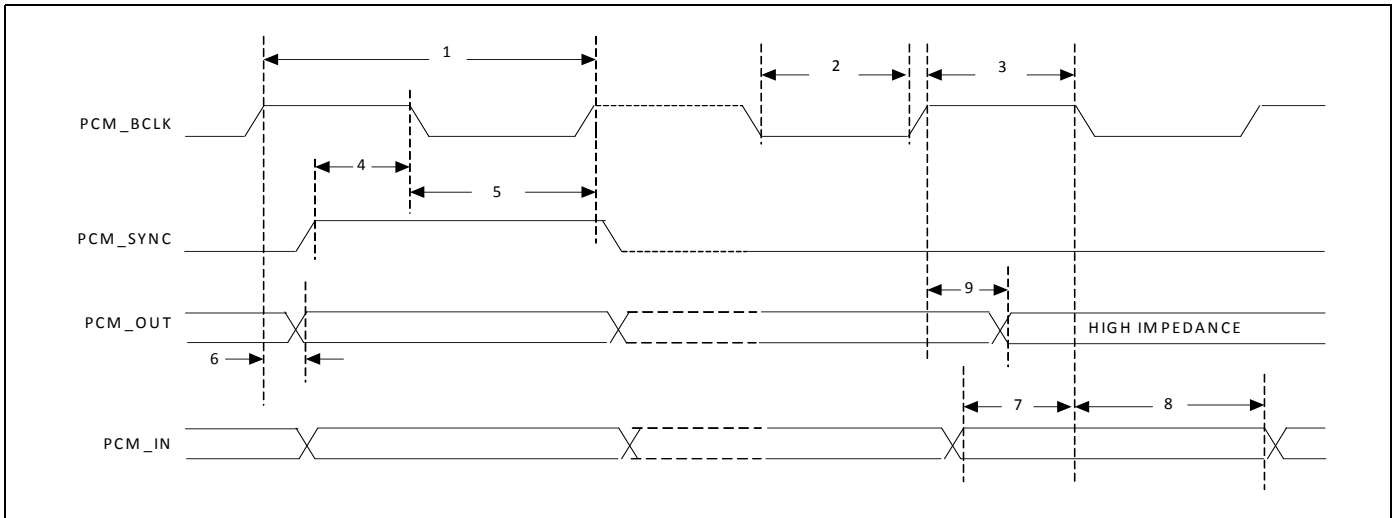 1
2
3
PCM_BCLK
4
5
PCM_SYNC
9
PCM_OUT
HIGH IMPEDANCE
6
7
8
PCM_IN